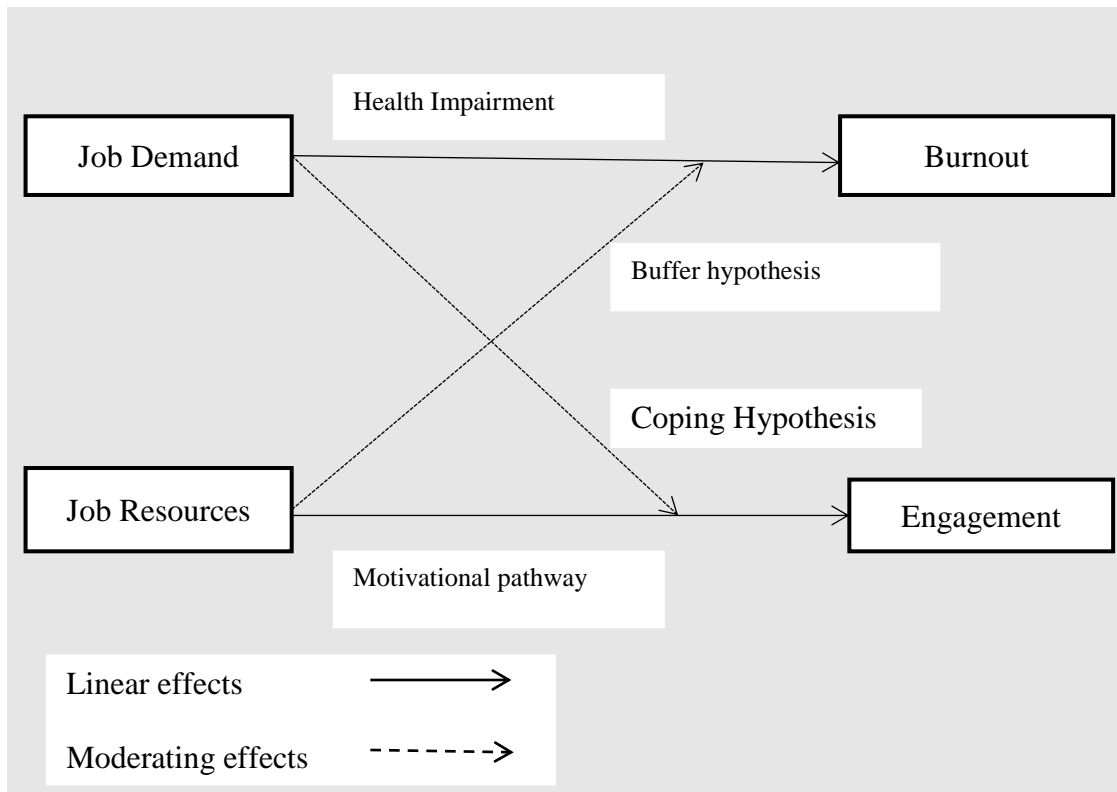 Health Impairment
Job Demand
Burnout
Buffer hypothesis
Coping Hypothesis
Job Resources
Engagement
Motivational pathway
Linear effects
Moderating effects